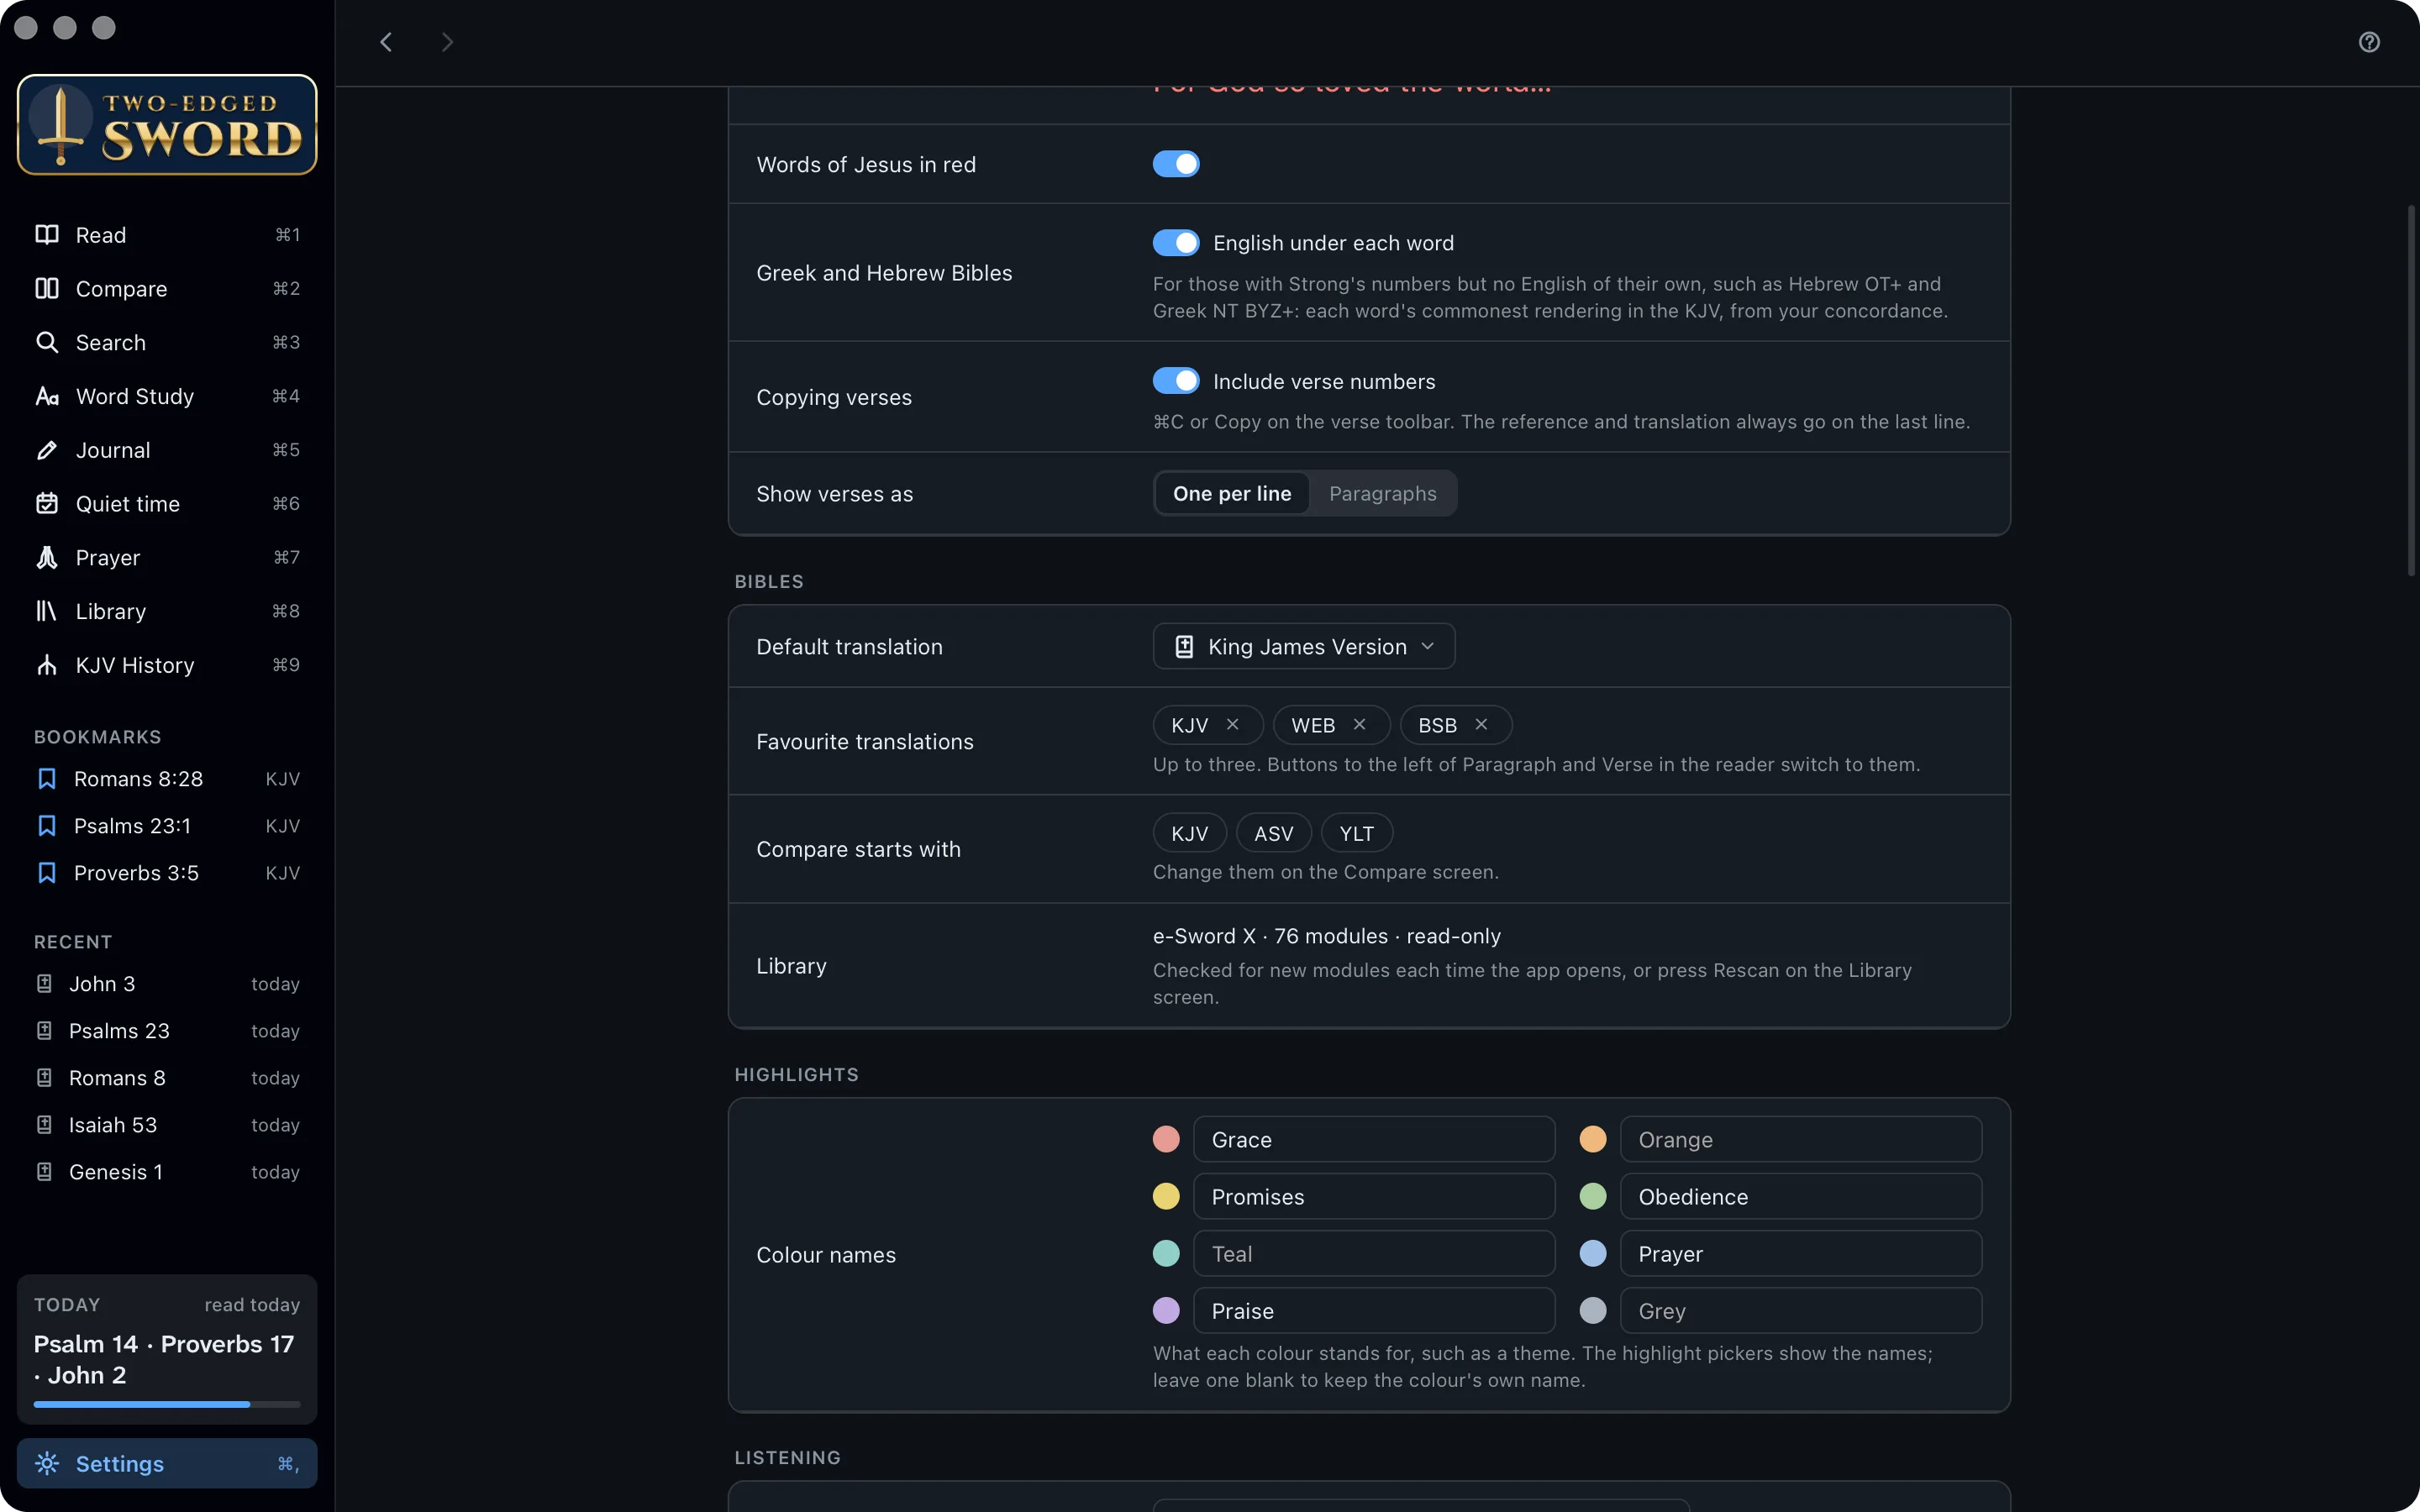 TWO-EDGED
SWORD
Read ⌘1
Compare ⌘2
Search ⌘3
Word Study ⌘4
Journal ⌘5
Quiet time ⌘6
Prayer ⌘7
Library ⌘8
KJV History ⌘9
BOOKMARKS
Romans 8:28 KJV
Psalms 23:1 KJV
Proverbs 3:5 KJV
RECENT
John 3 today
Psalms 23 today
Romans 8 today
Isaiah 53 today
Genesis 1 today
TODAY read today
Psalm 14 · Proverbs 17
· John 2
Settings ⌘,
For God so loved the world...
Words of Jesus in red
Greek and Hebrew Bibles
English under each word
For those with Strong's numbers but no English of their own, such as Hebrew OT+ and
Greek NT BYZ+: each word's commonest rendering in the KJV, from your concordance.
Copying verses
Include verse numbers
⌘C or Copy on the verse toolbar. The reference and translation always go on the last line.
Show verses as
One per line Paragraphs
BIBLES
Default translation
King James Version
Favourite translations
KJV × WEB × BSB ×
Up to three. Buttons to the left of Paragraph and Verse in the reader switch to them.
Compare starts with
KJV ASV YLT
Change them on the Compare screen.
Library
e-Sword X · 76 modules · read-only
Checked for new modules each time the app opens, or press Rescan on the Library
screen.
HIGHLIGHTS
Colour names
Grace Orange
Promises Obedience
Teal Prayer
Praise Grey
What each colour stands for, such as a theme. The highlight pickers show the names;
leave one blank to keep the colour's own name.
LISTENING